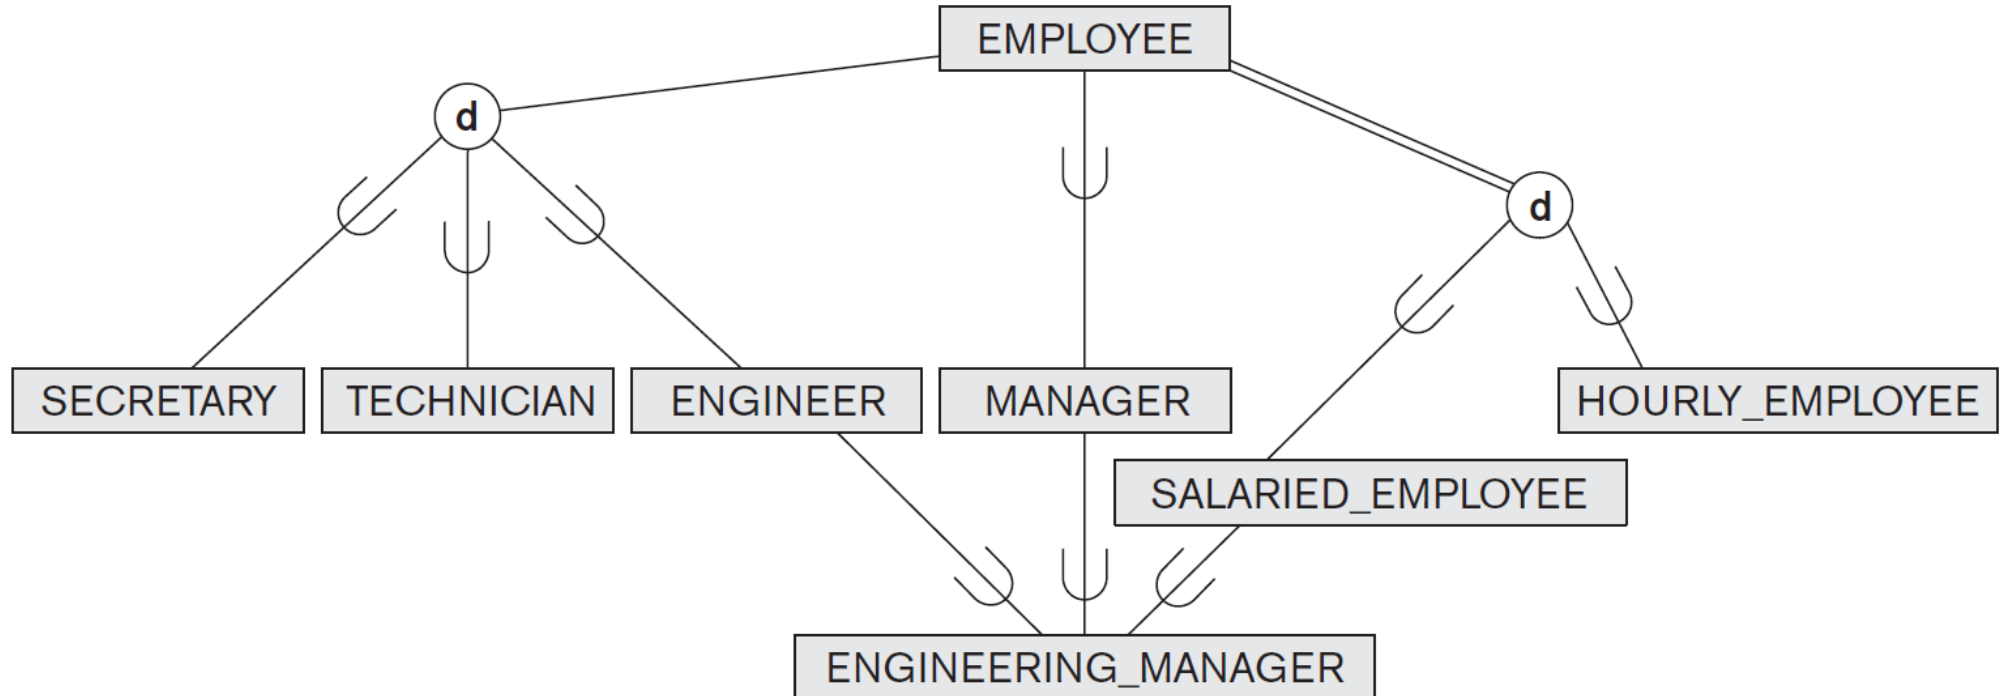 EMPLOYEE
d
d
SECRETARY
TECHNICIAN
ENGINEER
MANAGER
HOURLY_EMPLOYEE
SALARIED_EMPLOYEE
ENGINEERING_MANAGER